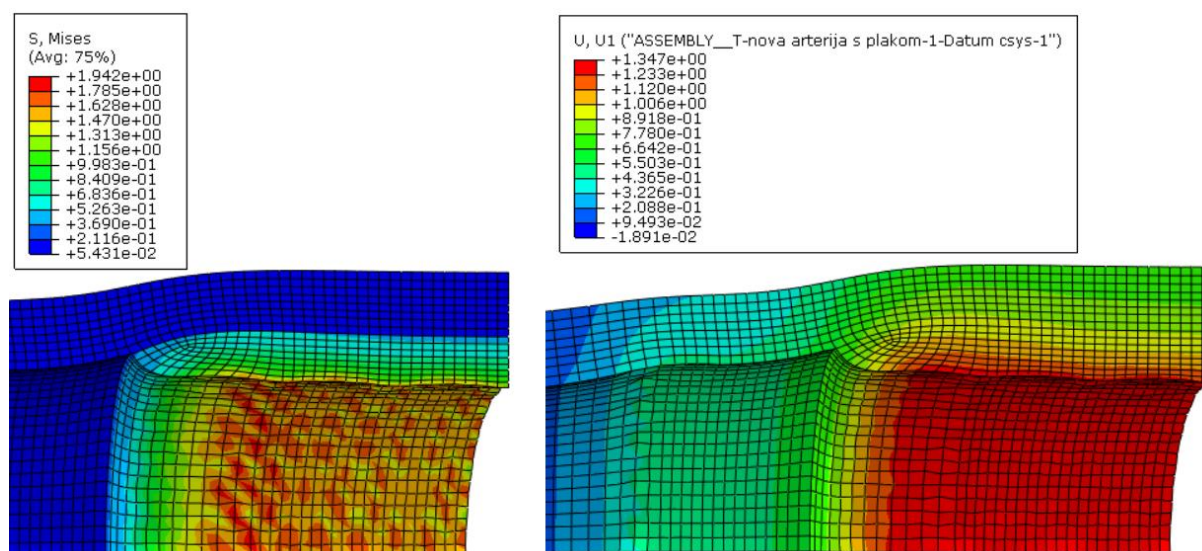 S, Mises
(Avg: 75%)
+1.942e+00
+1.785e+00
+1.628e+00
+1.470e+00
+1.313e+00
+1.156e+00
+9.983e-01
+8.409e-01
+6.836e-01
+5.263e-01
+3.690e-01
+2.116e-01
+5.431e-02
U, U1 ("ASSEMBLY__T-nova arterija s plakom-1-Datum csys-1")
+1.347e+00
+1.233e+00
+1.120e+00
+1.006e+00
+8.918e-01
+7.780e-01
+6.642e-01
+5.503e-01
+4.365e-01
+3.226e-01
+2.088e-01
+9.493e-02
-1.891e-02